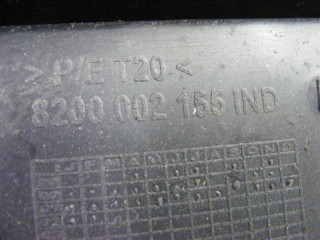 > P/E T20 <
8200 002 155 IND
J F M A M J J A S O N D